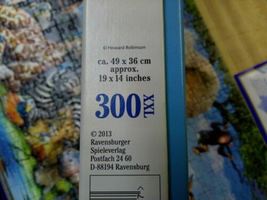 © Howard Robinson
ca. 49 x 36 cm
approx.
19 x 14 inches
300 XXL
© 2013
Ravensburger
Spieleverlag
Postfach 24 60
D-88194 Ravensburg